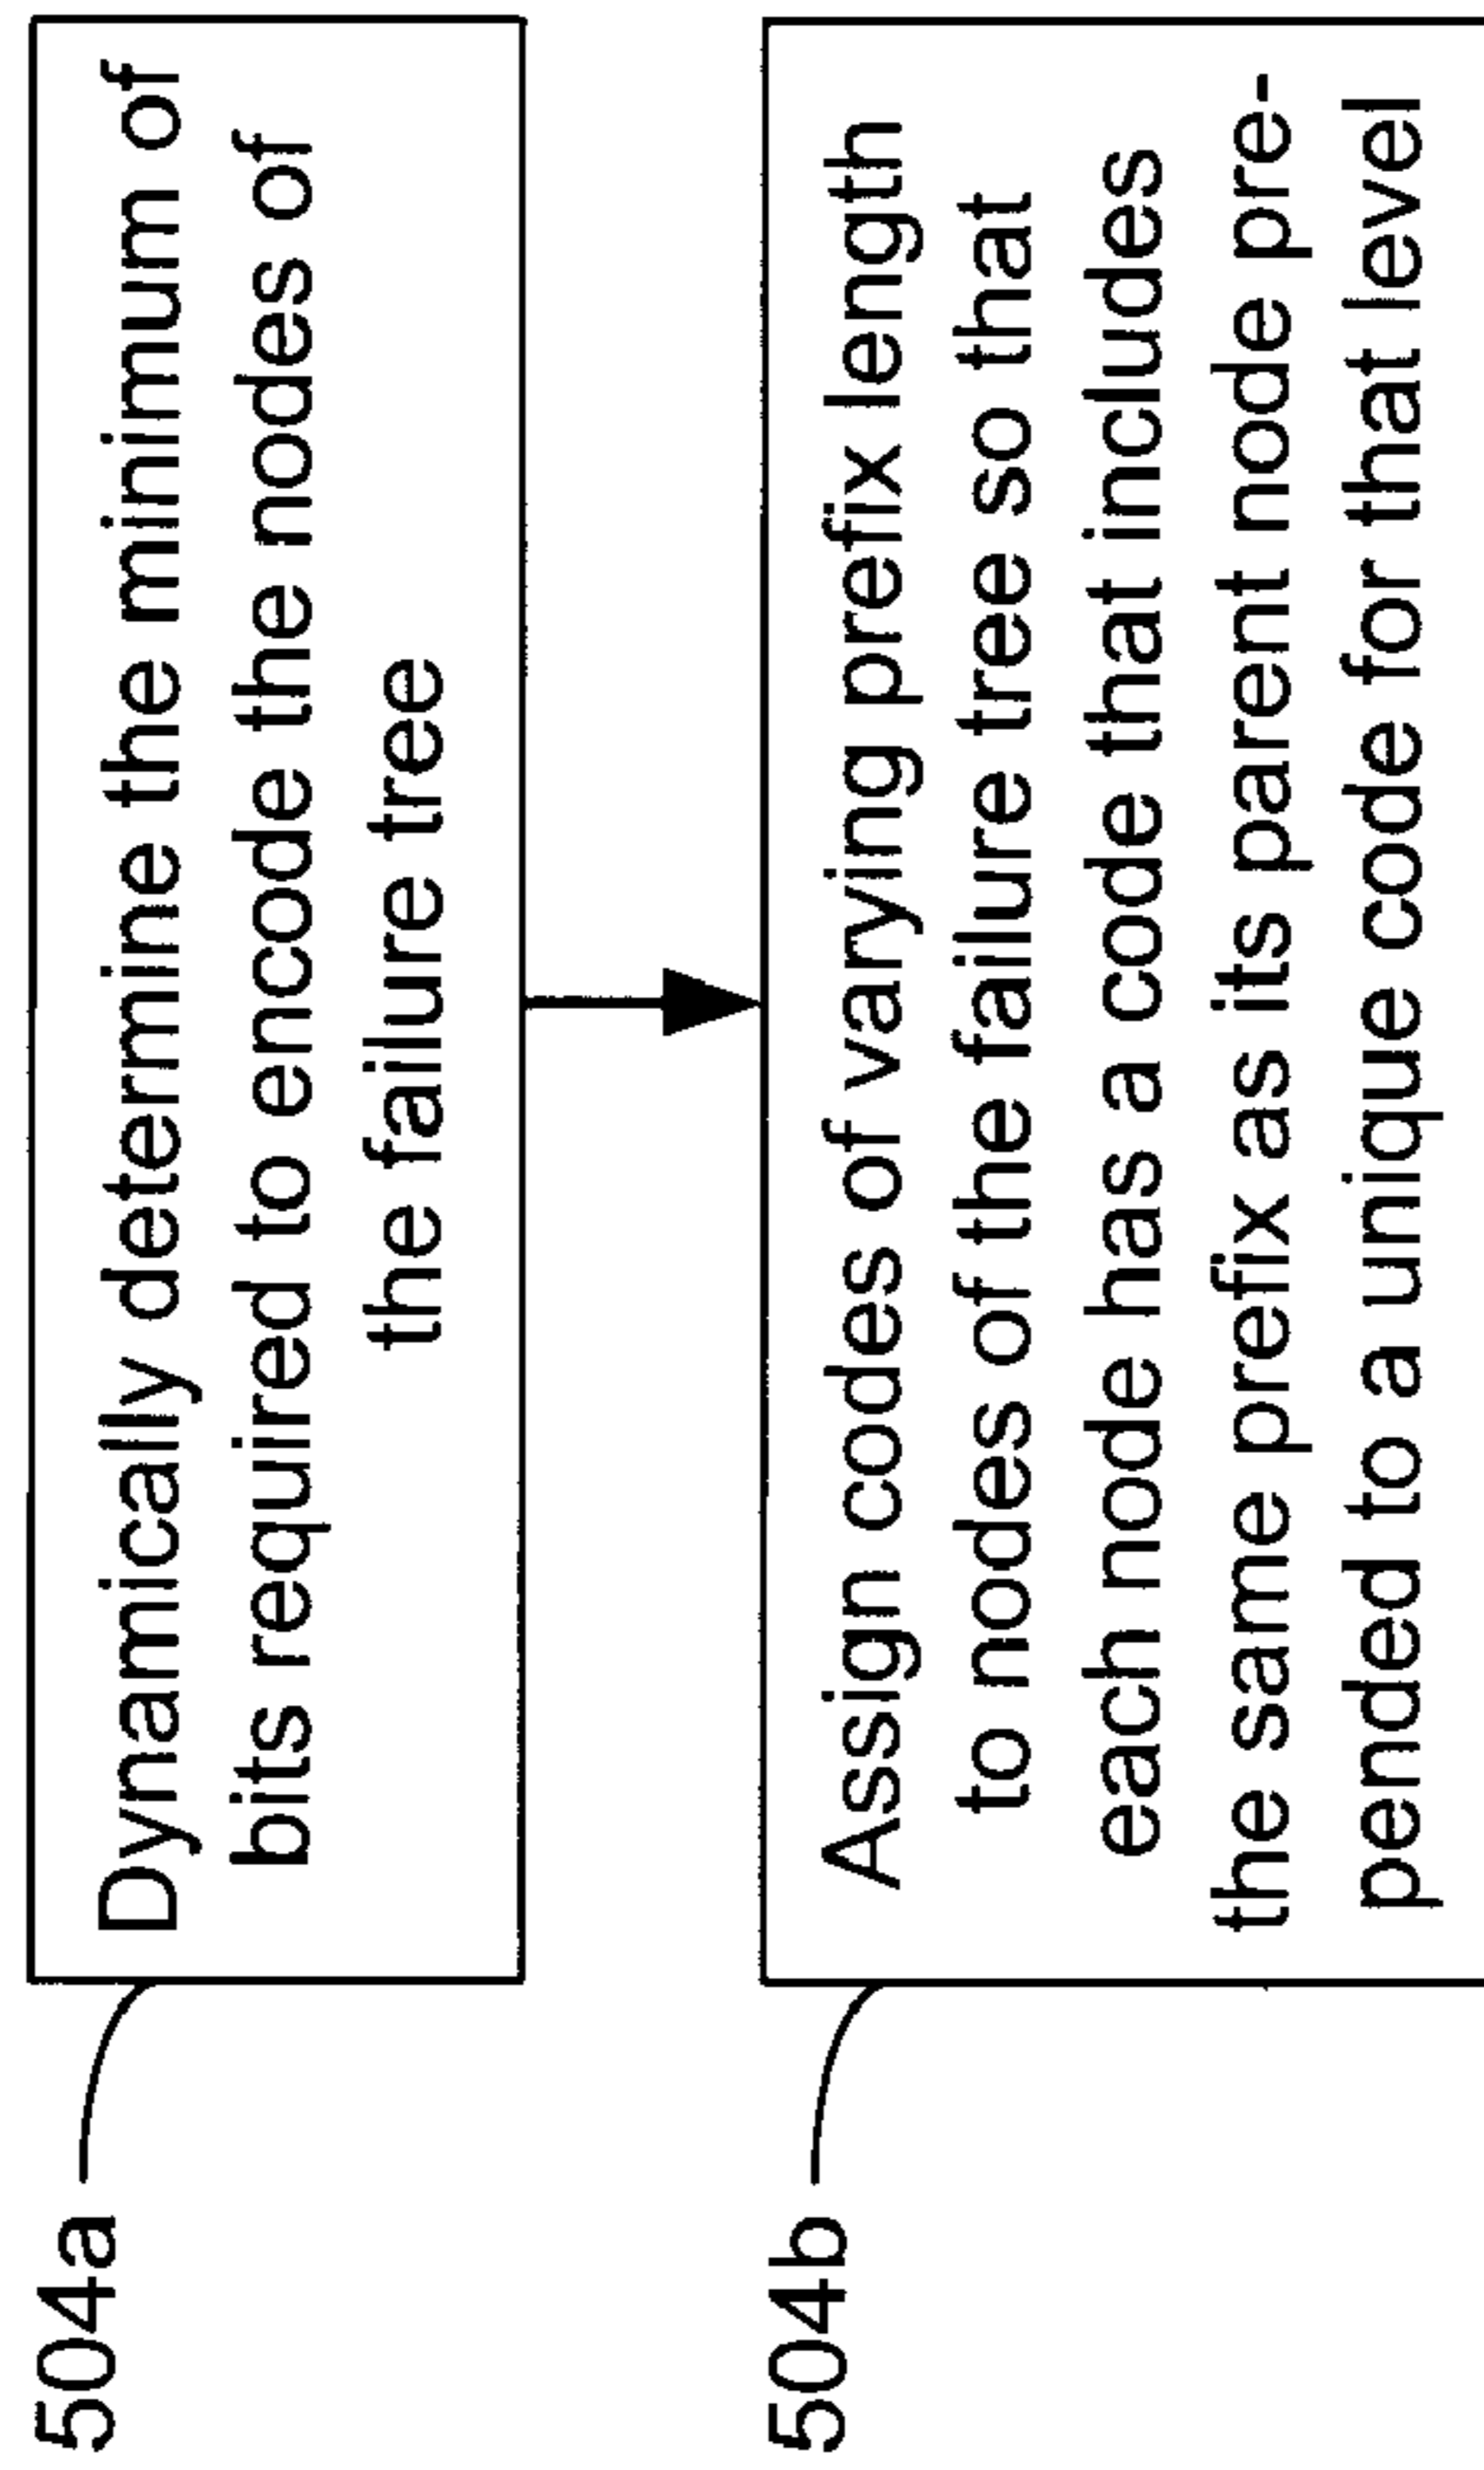 504a
Dynamically determine the minimum of
bits required to encode the nodes of
the failure tree
504b
Assign codes of varying prefix length
to nodes of the failure tree so that
each node has a code that includes
the same prefix as its parent node pre-
pended to a unique code for that level